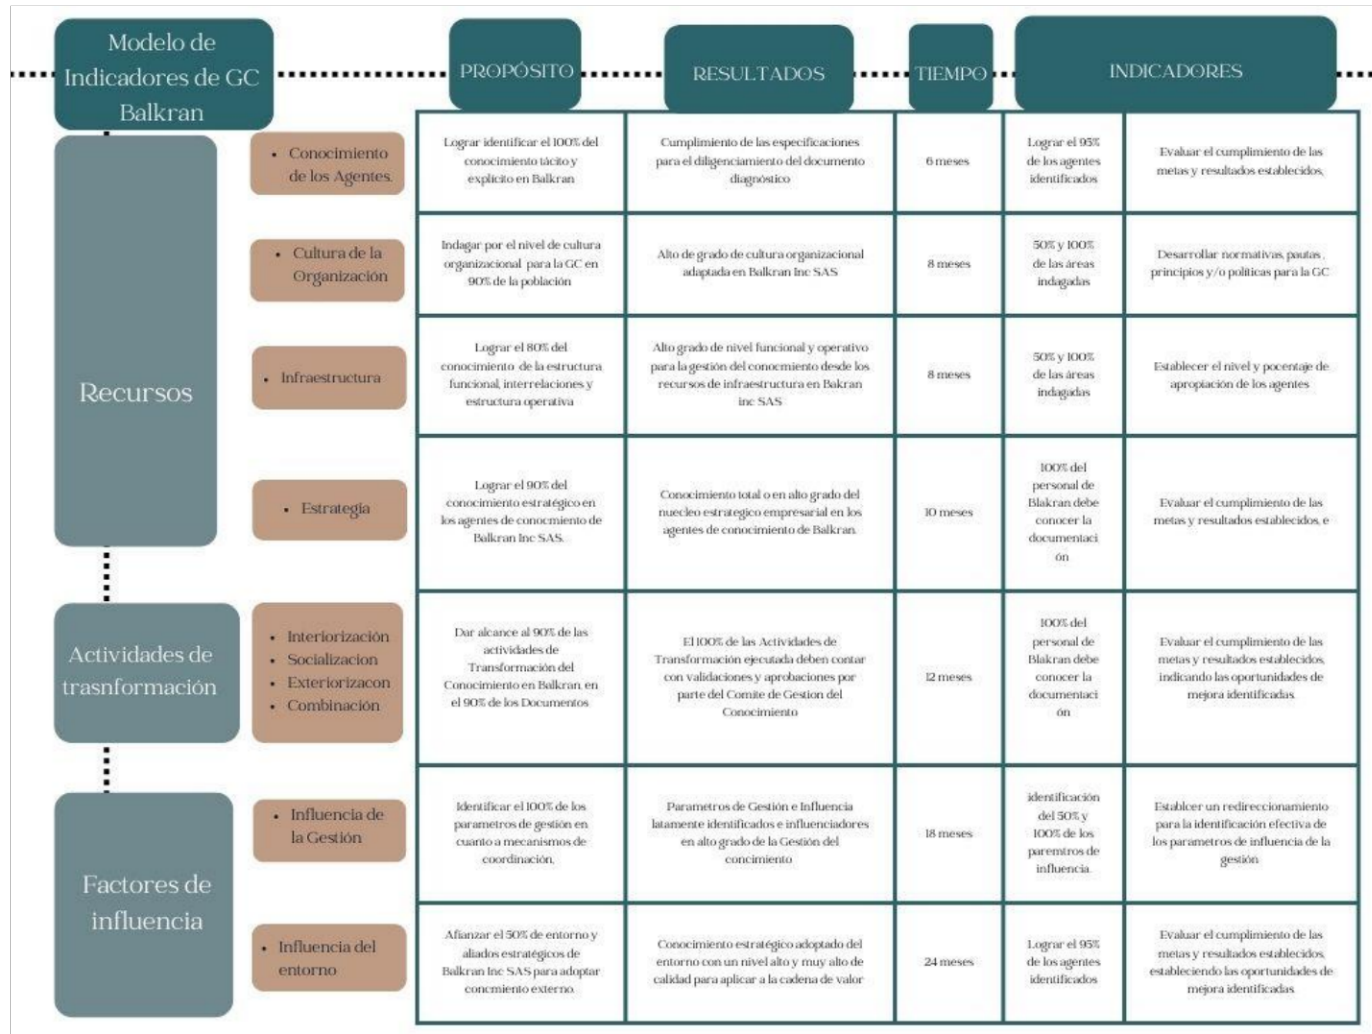 Modelo de
Indicadores de GC
Balkran
PROPÓSITO
RESULTADOS
TIEMPO
INDICADORES
Recursos
• Conocimiento
de los Agentes.
Lograr identificar el 100% del
conocimiento tácito y
explicito en Balkran
Cumplimiento de las especificaciones
para el diligenciamiento del documento
diagnóstico
6 meses
Lograr el 95%
de los agentes
identificados
Evaluar el cumplimiento de las
metas y resultados establecidos,
• Cultura de la
Organización
Indagar por el nivel de cultura
organizacional para la GC en
90% de la población
Alto de grado de cultura organizacional
adaptada en Balkran Inc SAS
8 meses
50% y 100%
de las áreas
indagadas
Desarrollar normativas, pautas ,
principios y/o políticas para la GC
• Infraestructura
Lograr el 80% del
conocimiento de la estructura
funcional, interrelaciones y
estructura operativa
Alto grado de nivel funcional y operativo
para la gestión del conocmiento desde los
recursos de infraestructura en Bakran
inc SAS
8 meses
50% y 100%
de las áreas
indagadas
Establecer el nivel y pocentaje de
apropiación de los agentes
• Estrategia
Lograr el 90% del
conocimiento estratégico en
los agentes de conocmiento de
Balkran Inc SAS.
Conocimiento total o en alto grado del
nuecleo estrategico empresarial en los
agentes de conocimiento de Balkran.
10 meses
100% del
personal de
Blakran debe
conocer la
documentaci
ón
Evaluar el cumplimiento de las
metas y resultados establecidos, e
Actividades de
trasnformación
• Interiorización
• Socializacion
• Exteriorizacon
• Combinación
Dar alcance al 90% de las
actividades de
Transformación del
Conocimiento en Balkran, en
el 90% de los Documentos
El 100% de las Actividades de
Transformación ejecutada deben contar
con validaciones y aprobaciones por
parte del Comite de Gestion del
Conocimiento
12 meses
100% del
personal de
Blakran debe
conocer la
documentaci
ón
Evaluar el cumplimiento de las
metas y resultados establecidos,
indicando las oportunidades de
mejora identificadas.
Factores de
influencia
• Influencia de
la Gestión
Identificar el 100% de los
parametros de gestión en
cuanto a mecanismos de
coordinación,
Parametros de Gestión e Influencia
latamente identificados e influenciadores
en alto grado de la Gestión del
concimiento
18 meses
identificación
del 50% y
100% de los
paremtros de
influencia.
Establcer un redireccionamiento
para la identificación efectiva de
los parametros de influencia de la
gestión
• Influencia del
entorno
Afianzar el 50% de entorno y
aliados estratégicos de
Balkran Inc SAS para adoptar
concmiento externo.
Conocimiento estratégico adoptado del
entorno con un nivel alto y muy alto de
calidad para aplicar a la cadena de valor
24 meses
Lograr el 95%
de los agentes
identificados
Evaluar el cumplimiento de las
metas y resultados establecidos,
estableciendo las oportunidades de
mejora identificadas.